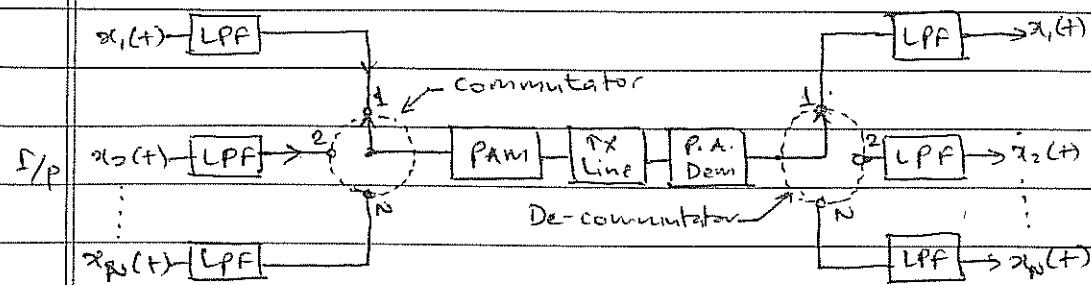 x₁(t) LPF LPF x₁(t)
commutator
1 1
I/p x₂(t) LPF 2 PAM TX Line P.A. Dem 2 LPF x₂(t)
N De-commutator N
xN(t) LPF LPF xN(t)